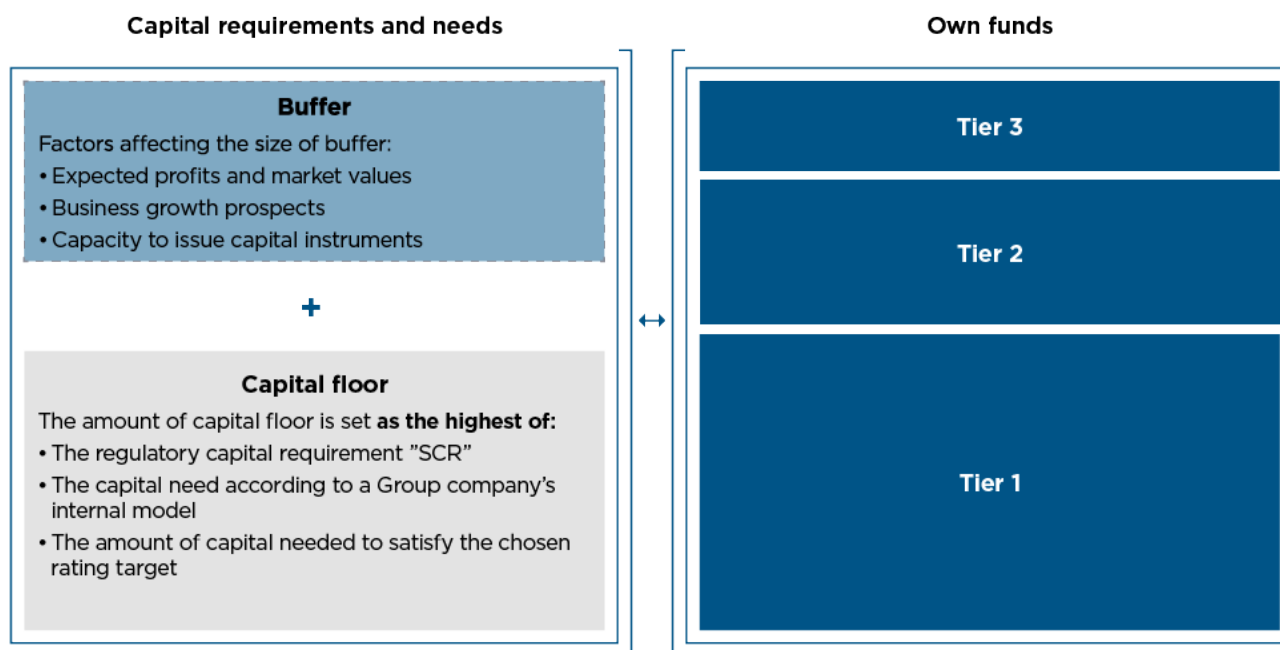 Capital requirements and needs
Buffer
Factors affecting the size of buffer:
• Expected profits and market values
• Business growth prospects
• Capacity to issue capital instruments
+
Capital floor
The amount of capital floor is set as the highest of:
• The regulatory capital requirement ”SCR”
• The capital need according to a Group company’s
internal model
• The amount of capital needed to satisfy the chosen
rating target
Own funds
Tier 3
Tier 2
Tier 1